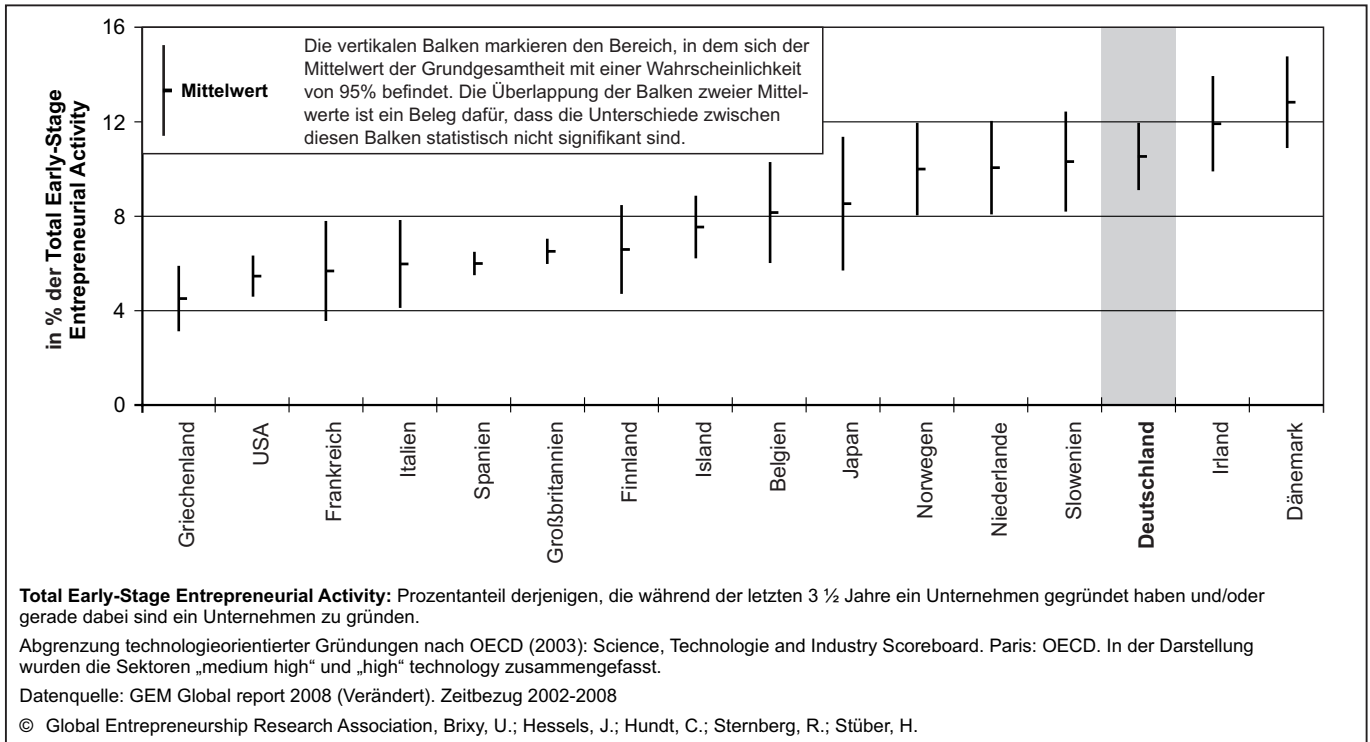 16
12
8
4
0
in % der Total Early-Stage
Entrepreneurial Activity
Mittelwert
Die vertikalen Balken markieren den Bereich, in dem sich der
Mittelwert der Grundgesamtheit mit einer Wahrscheinlichkeit
von 95% befindet. Die Überlappung der Balken zweier Mittel-
werte ist ein Beleg dafür, dass die Unterschiede zwischen
diesen Balken statistisch nicht signifikant sind.
Griechenland
USA
Frankreich
Italien
Spanien
Großbritannien
Finnland
Island
Belgien
Japan
Norwegen
Niederlande
Slowenien
Deutschland
Irland
Dänemark
Total Early-Stage Entrepreneurial Activity: Prozentanteil derjenigen, die während der letzten 3 ½ Jahre ein Unternehmen gegründet haben und/oder
gerade dabei sind ein Unternehmen zu gründen.
Abgrenzung technologieorientierter Gründungen nach OECD (2003): Science, Technologie and Industry Scoreboard. Paris: OECD. In der Darstellung
wurden die Sektoren „medium high“ und „high“ technology zusammengefasst.
Datenquelle: GEM Global report 2008 (Verändert). Zeitbezug 2002-2008
© Global Entrepreneurship Research Association, Brixy, U.; Hessels, J.; Hundt, C.; Sternberg, R.; Stüber, H.